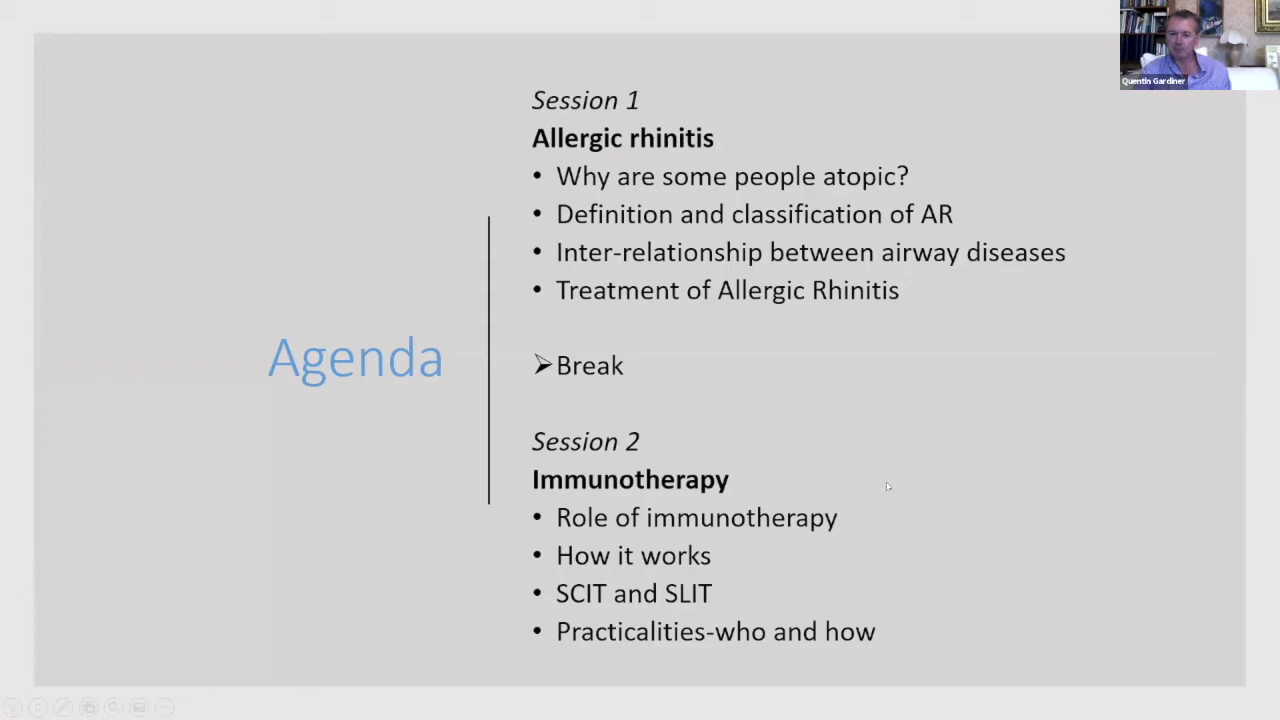 Quentin Gardiner
Agenda
Session 1
Allergic rhinitis
• Why are some people atopic?
• Definition and classification of AR
• Inter-relationship between airway diseases
• Treatment of Allergic Rhinitis
➢ Break
Session 2
Immunotherapy
• Role of immunotherapy
• How it works
• SCIT and SLIT
• Practicalities-who and how